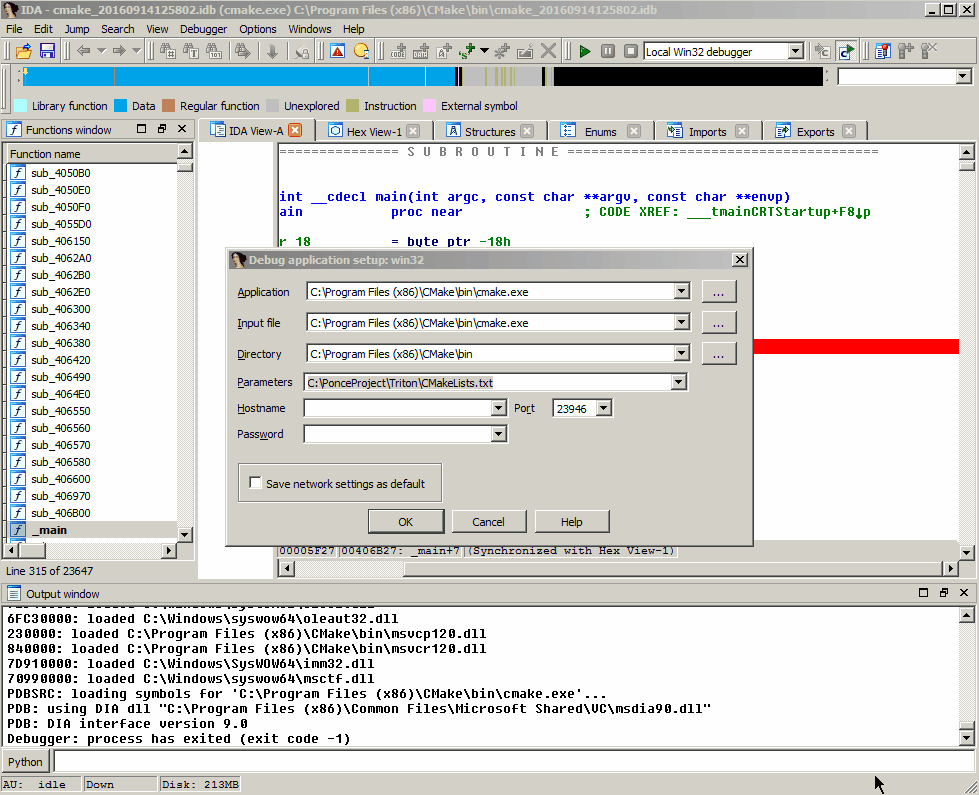 IDA - cmake_20160914125802.idb (cmake.exe) C:\Program Files (x86)\CMake\bin\cmake_20160914125802.idb
File Edit Jump Search View Debugger Options Windows Help
Local Win32 debugger
Library function Data Regular function Unexplored Instruction External symbol
Functions window
IDA View-A Hex View-1 Structures Enums Imports Exports
Function name
sub_4050B0
sub_4050E0
sub_4050F0
sub_4055D0
sub_406150
sub_4062A0
sub_4062B0
sub_4062E0
sub_406300
sub_406340
sub_406380
sub_406420
sub_406490
sub_4064E0
sub_406550
sub_406560
sub_406570
sub_406580
sub_406600
sub_406970
sub_406B00
_main
Line 315 of 23647
============== S U B R O U T I N E =======================================
int __cdecl main(int argc, const char **argv, const char **envp)
ain proc near ; CODE XREF: ___tmainCRTStartup+F8↓p
r_18 = byte ptr -18h
Debug application setup: win32
Application C:\Program Files (x86)\CMake\bin\cmake.exe ...
Input file C:\Program Files (x86)\CMake\bin\cmake.exe ...
Directory C:\Program Files (x86)\CMake\bin ...
Parameters C:\PonceProject\Triton\CMakeLists.txt
Hostname Port 23946
Password
Save network settings as default
OK Cancel Help
00005F27 00406B27: _main+7 (Synchronized with Hex View-1)
Output window
6FC30000: loaded C:\Windows\syswow64\oleaut32.dll
230000: loaded C:\Program Files (x86)\CMake\bin\msvcp120.dll
840000: loaded C:\Program Files (x86)\CMake\bin\msvcr120.dll
7D910000: loaded C:\Windows\SysWOW64\imm32.dll
70990000: loaded C:\Windows\syswow64\msctf.dll
PDBSRC: loading symbols for 'C:\Program Files (x86)\CMake\bin\cmake.exe'...
PDB: using DIA dll "C:\Program Files (x86)\Common Files\Microsoft Shared\VC\msdia90.dll"
PDB: DIA interface version 9.0
Debugger: process has exited (exit code -1)
Python
AU: idle Down Disk: 213MB